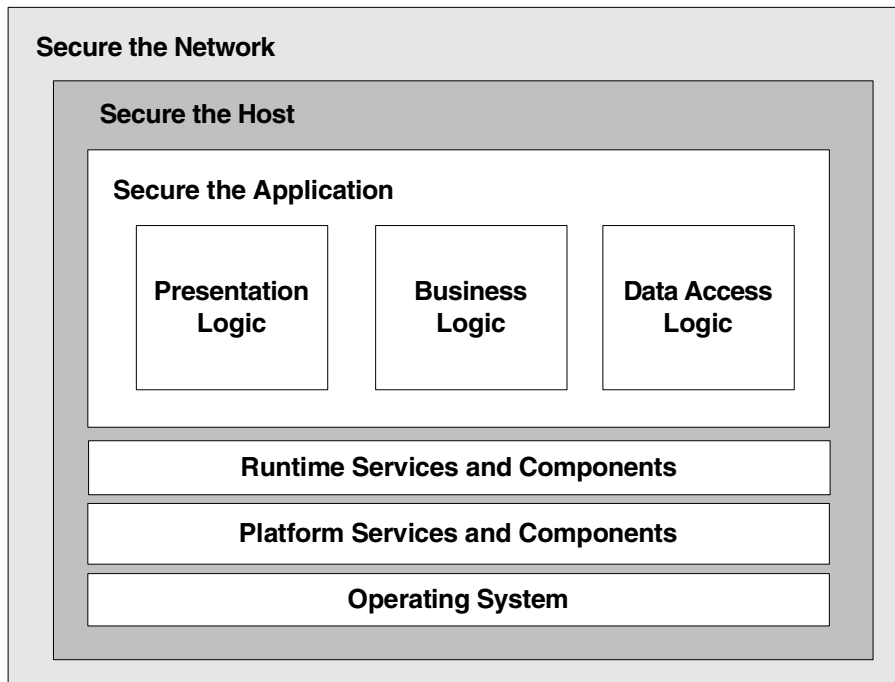 Secure the Network
Secure the Host
Secure the Application
Presentation
Logic
Business
Logic
Data Access
Logic
Runtime Services and Components
Platform Services and Components
Operating System